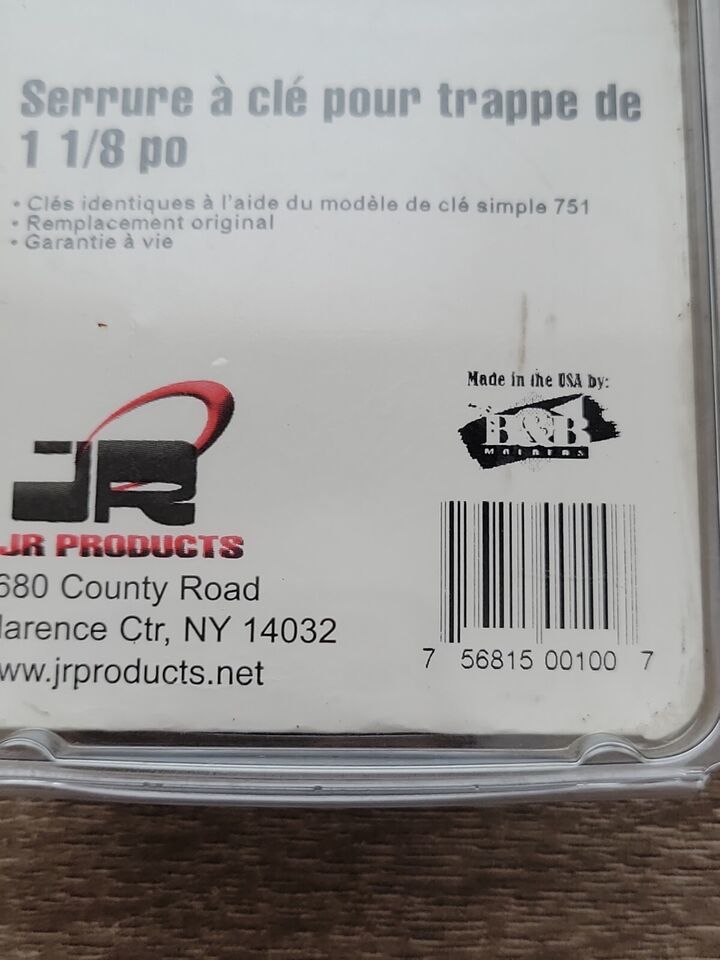 Serrure à clé pour trappe de
1 1/8 po
• Clés identiques à l'aide du modèle de clé simple 751
• Remplacement original
• Garantie à vie
Made in the USA by:
B&B
MOLDERS
JR
JR PRODUCTS
680 County Road
larence Ctr, NY 14032
ww.jrproducts.net
7 56815 00100 7